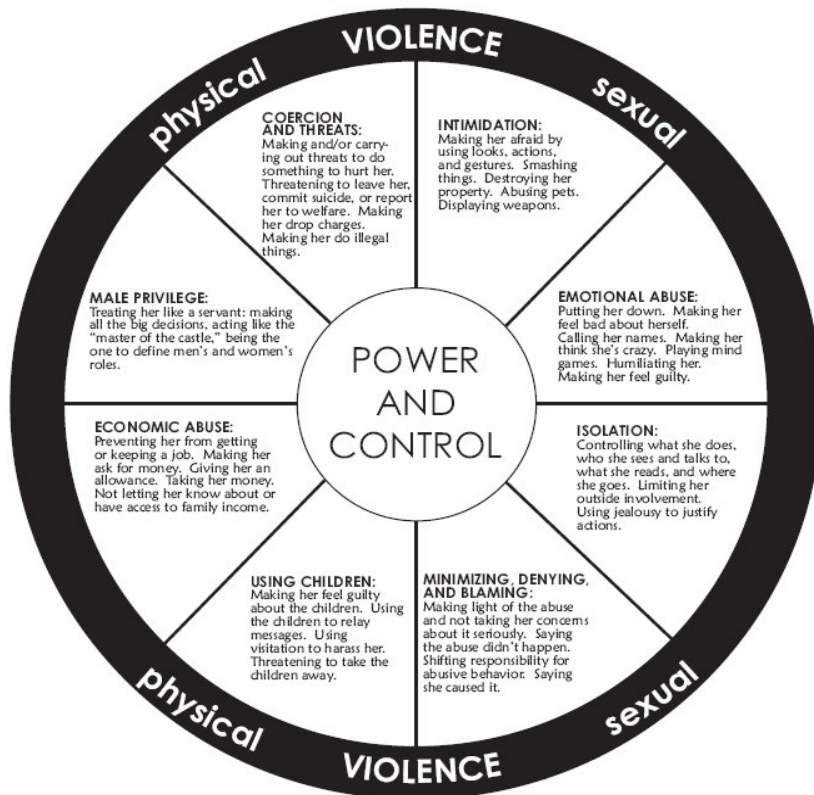 physical VIOLENCE sexual
COERCION
AND THREATS:
Making and/or carry-
ing out threats to do
something to hurt her.
Threatening to leave her,
commit suicide, or report
her to welfare. Making
her drop charges.
Making her do illegal
things.
INTIMIDATION:
Making her afraid by
using looks, actions,
and gestures. Smashing
things. Destroying her
property. Abusing pets.
Displaying weapons.
MALE PRIVILEGE:
Treating her like a servant: making
all the big decisions, acting like the
“master of the castle,” being the
one to define men’s and women’s
roles.
EMOTIONAL ABUSE:
Putting her down. Making her
feel bad about herself.
Calling her names. Making her
think she’s crazy. Playing mind
games. Humiliating her.
Making her feel guilty.
POWER
AND
CONTROL
ECONOMIC ABUSE:
Preventing her from getting
or keeping a job. Making her
ask for money. Giving her an
allowance. Taking her money.
Not letting her know about or
have access to family income.
ISOLATION:
Controlling what she does,
who she sees and talks to,
what she reads, and where
she goes. Limiting her
outside involvement.
Using jealousy to justify
actions.
USING CHILDREN:
Making her feel guilty
about the children. Using
the children to relay
messages. Using
visitation to harass her.
Threatening to take the
children away.
MINIMIZING, DENYING,
AND BLAMING:
Making light of the abuse
and not taking her concerns
about it seriously. Saying
the abuse didn’t happen.
Shifting responsibility for
abusive behavior. Saying
she caused it.
physical VIOLENCE sexual